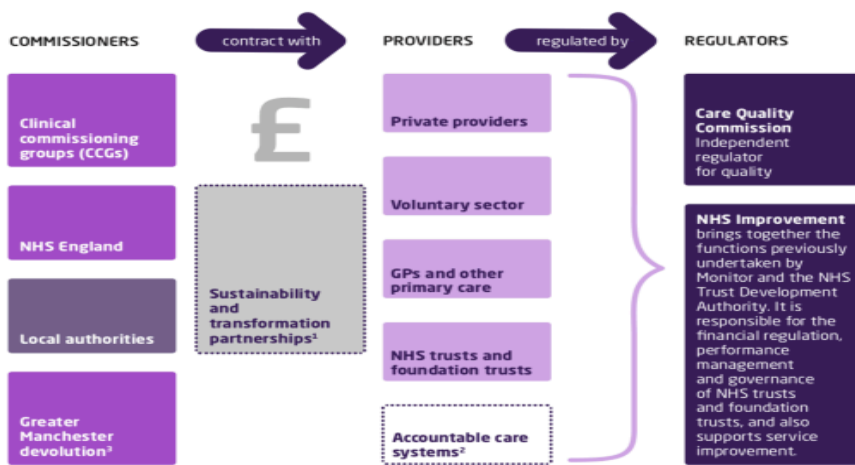 COMMISSIONERS
contract with
PROVIDERS
regulated by
REGULATORS
Clinical
commissioning
groups (CCGs)
NHS England
Local authorities
Greater
Manchester
devolution³
£
Sustainability
and
transformation
partnerships¹
Private providers
Voluntary sector
GPs and other
primary care
NHS trusts and
foundation trusts
Accountable care
systems²
Care Quality
Commission
Independent
regulator
for quality
NHS Improvement
brings together the
functions previously
undertaken by
Monitor and the NHS
Trust Development
Authority. It is
responsible for the
financial regulation,
performance
management
and governance
of NHS trusts
and foundation
trusts, and also
supports service
improvement.